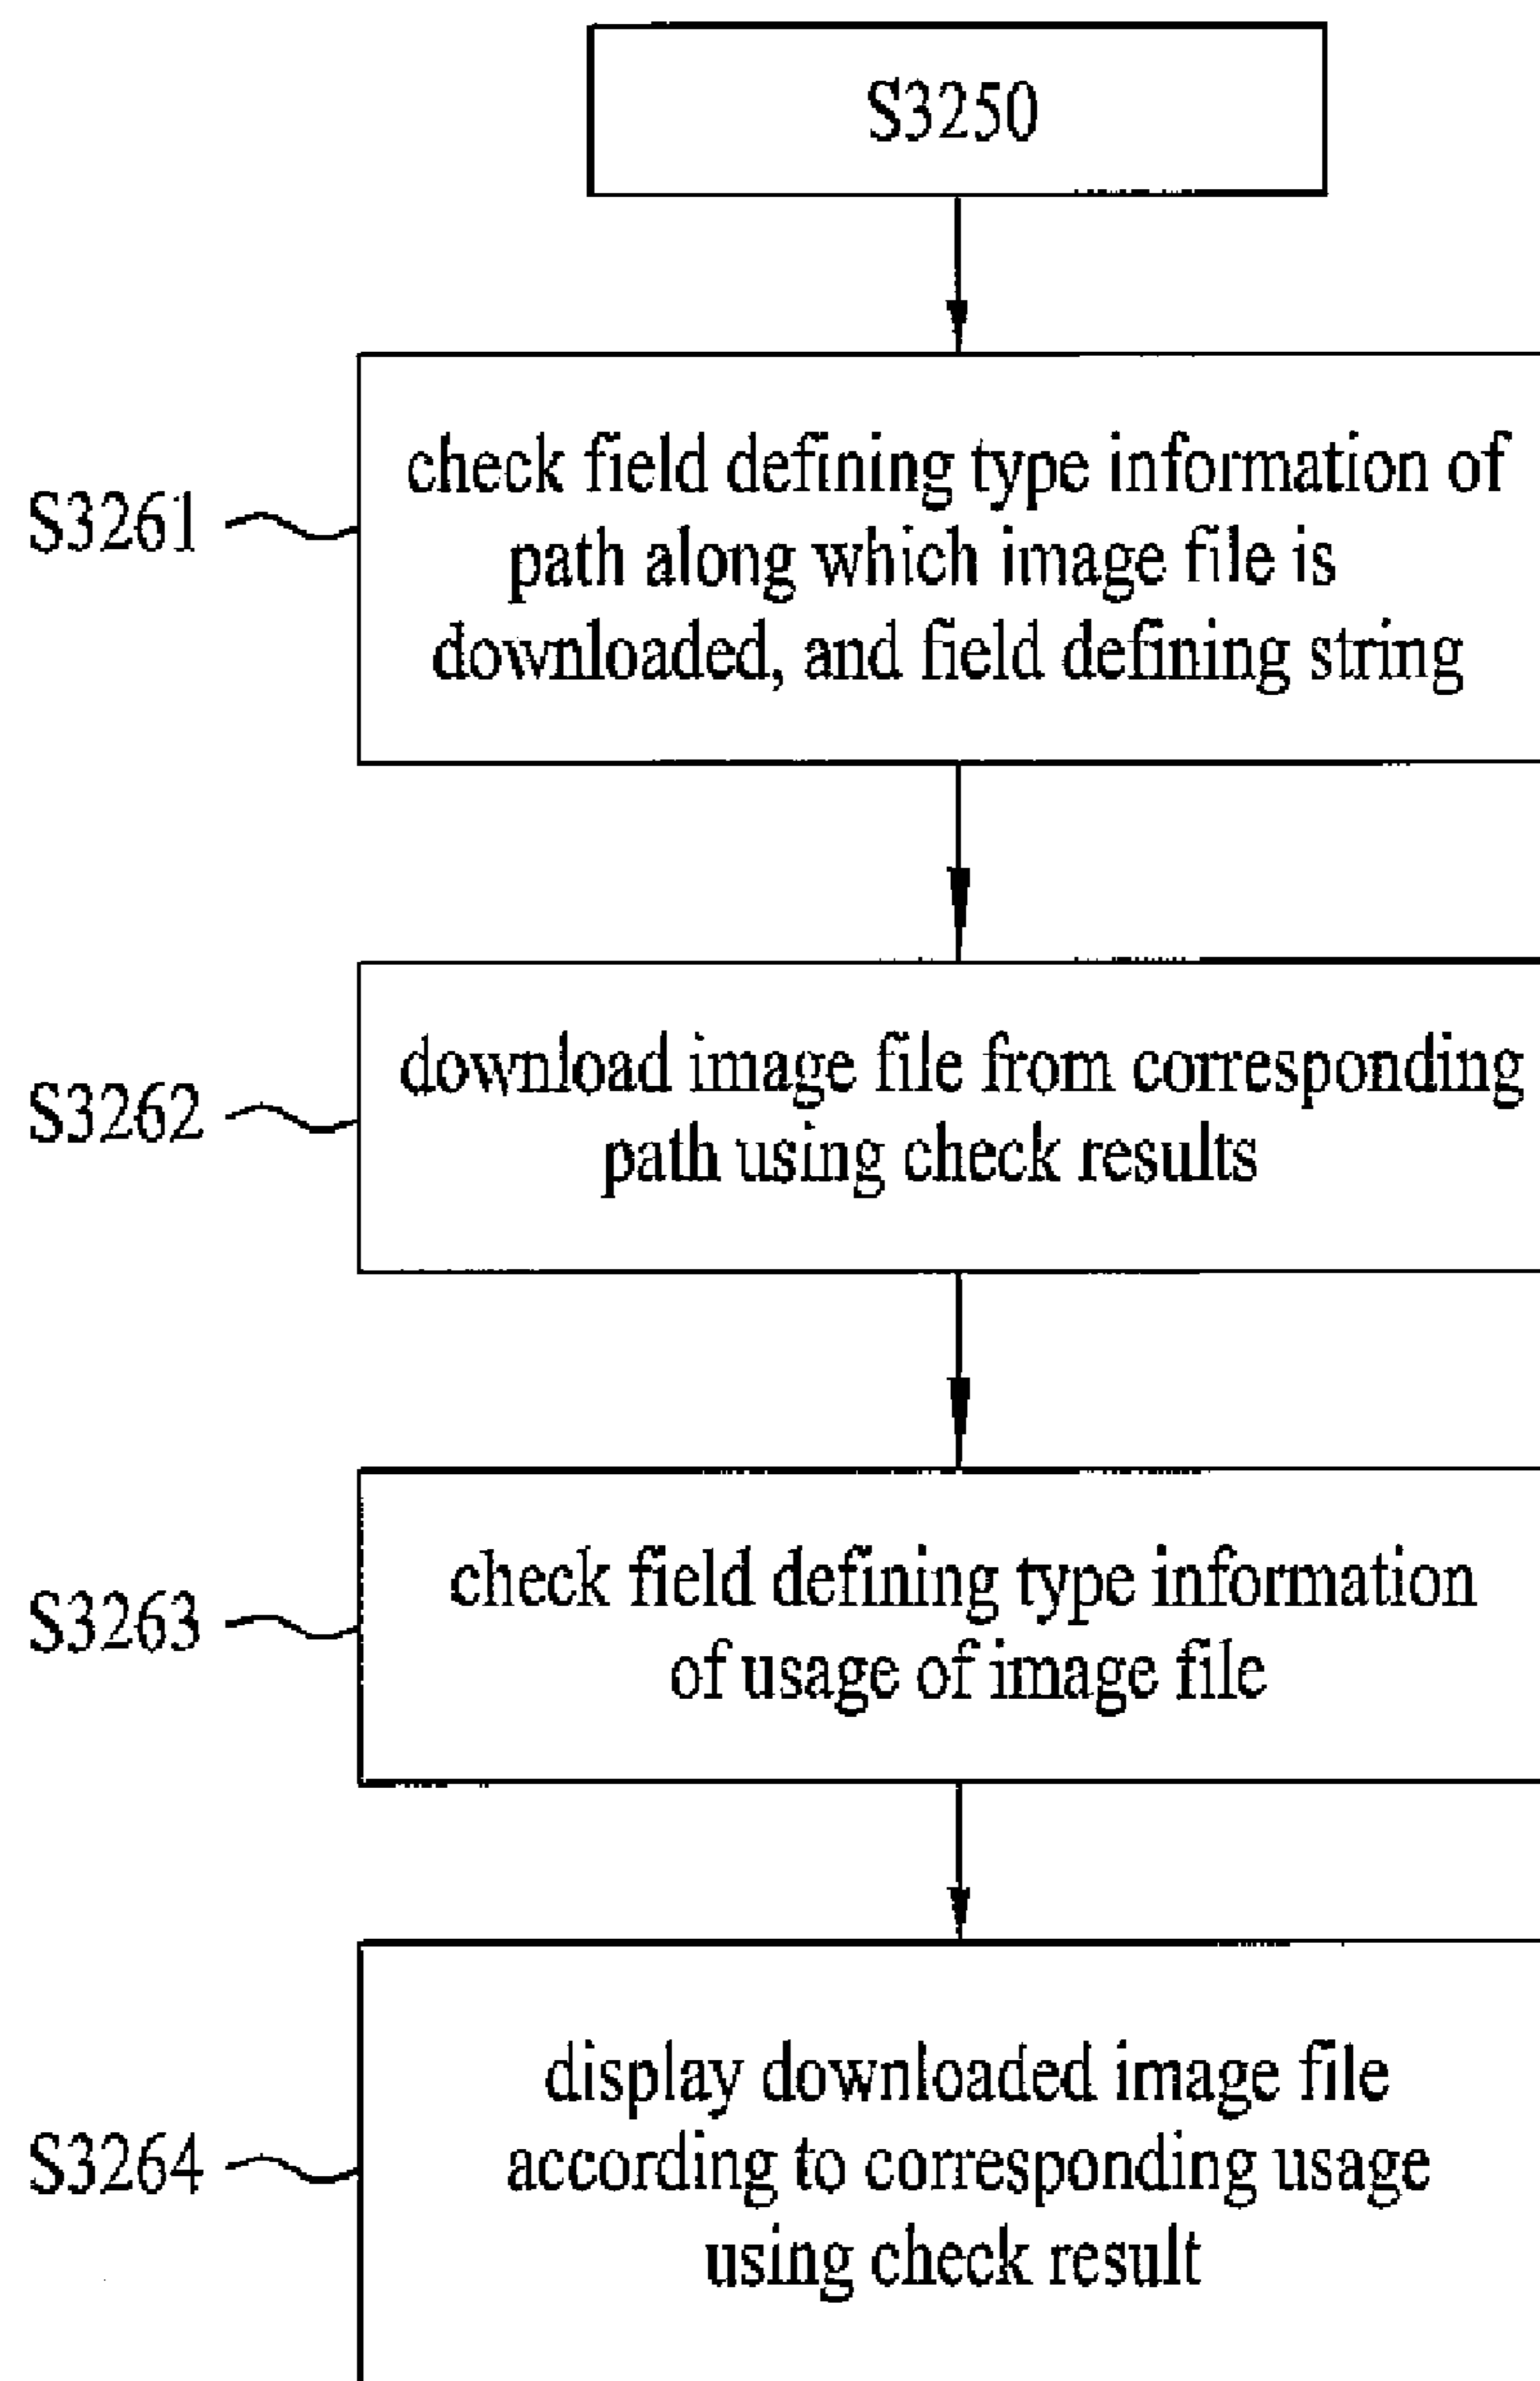 S3250
S3261
check field defining type information of
path along which image file is
downloaded, and field defining string
S3262
download image file from corresponding
path using check results
S3263
check field defining type information
of usage of image file
S3264
display downloaded image file
according to corresponding usage
using check result